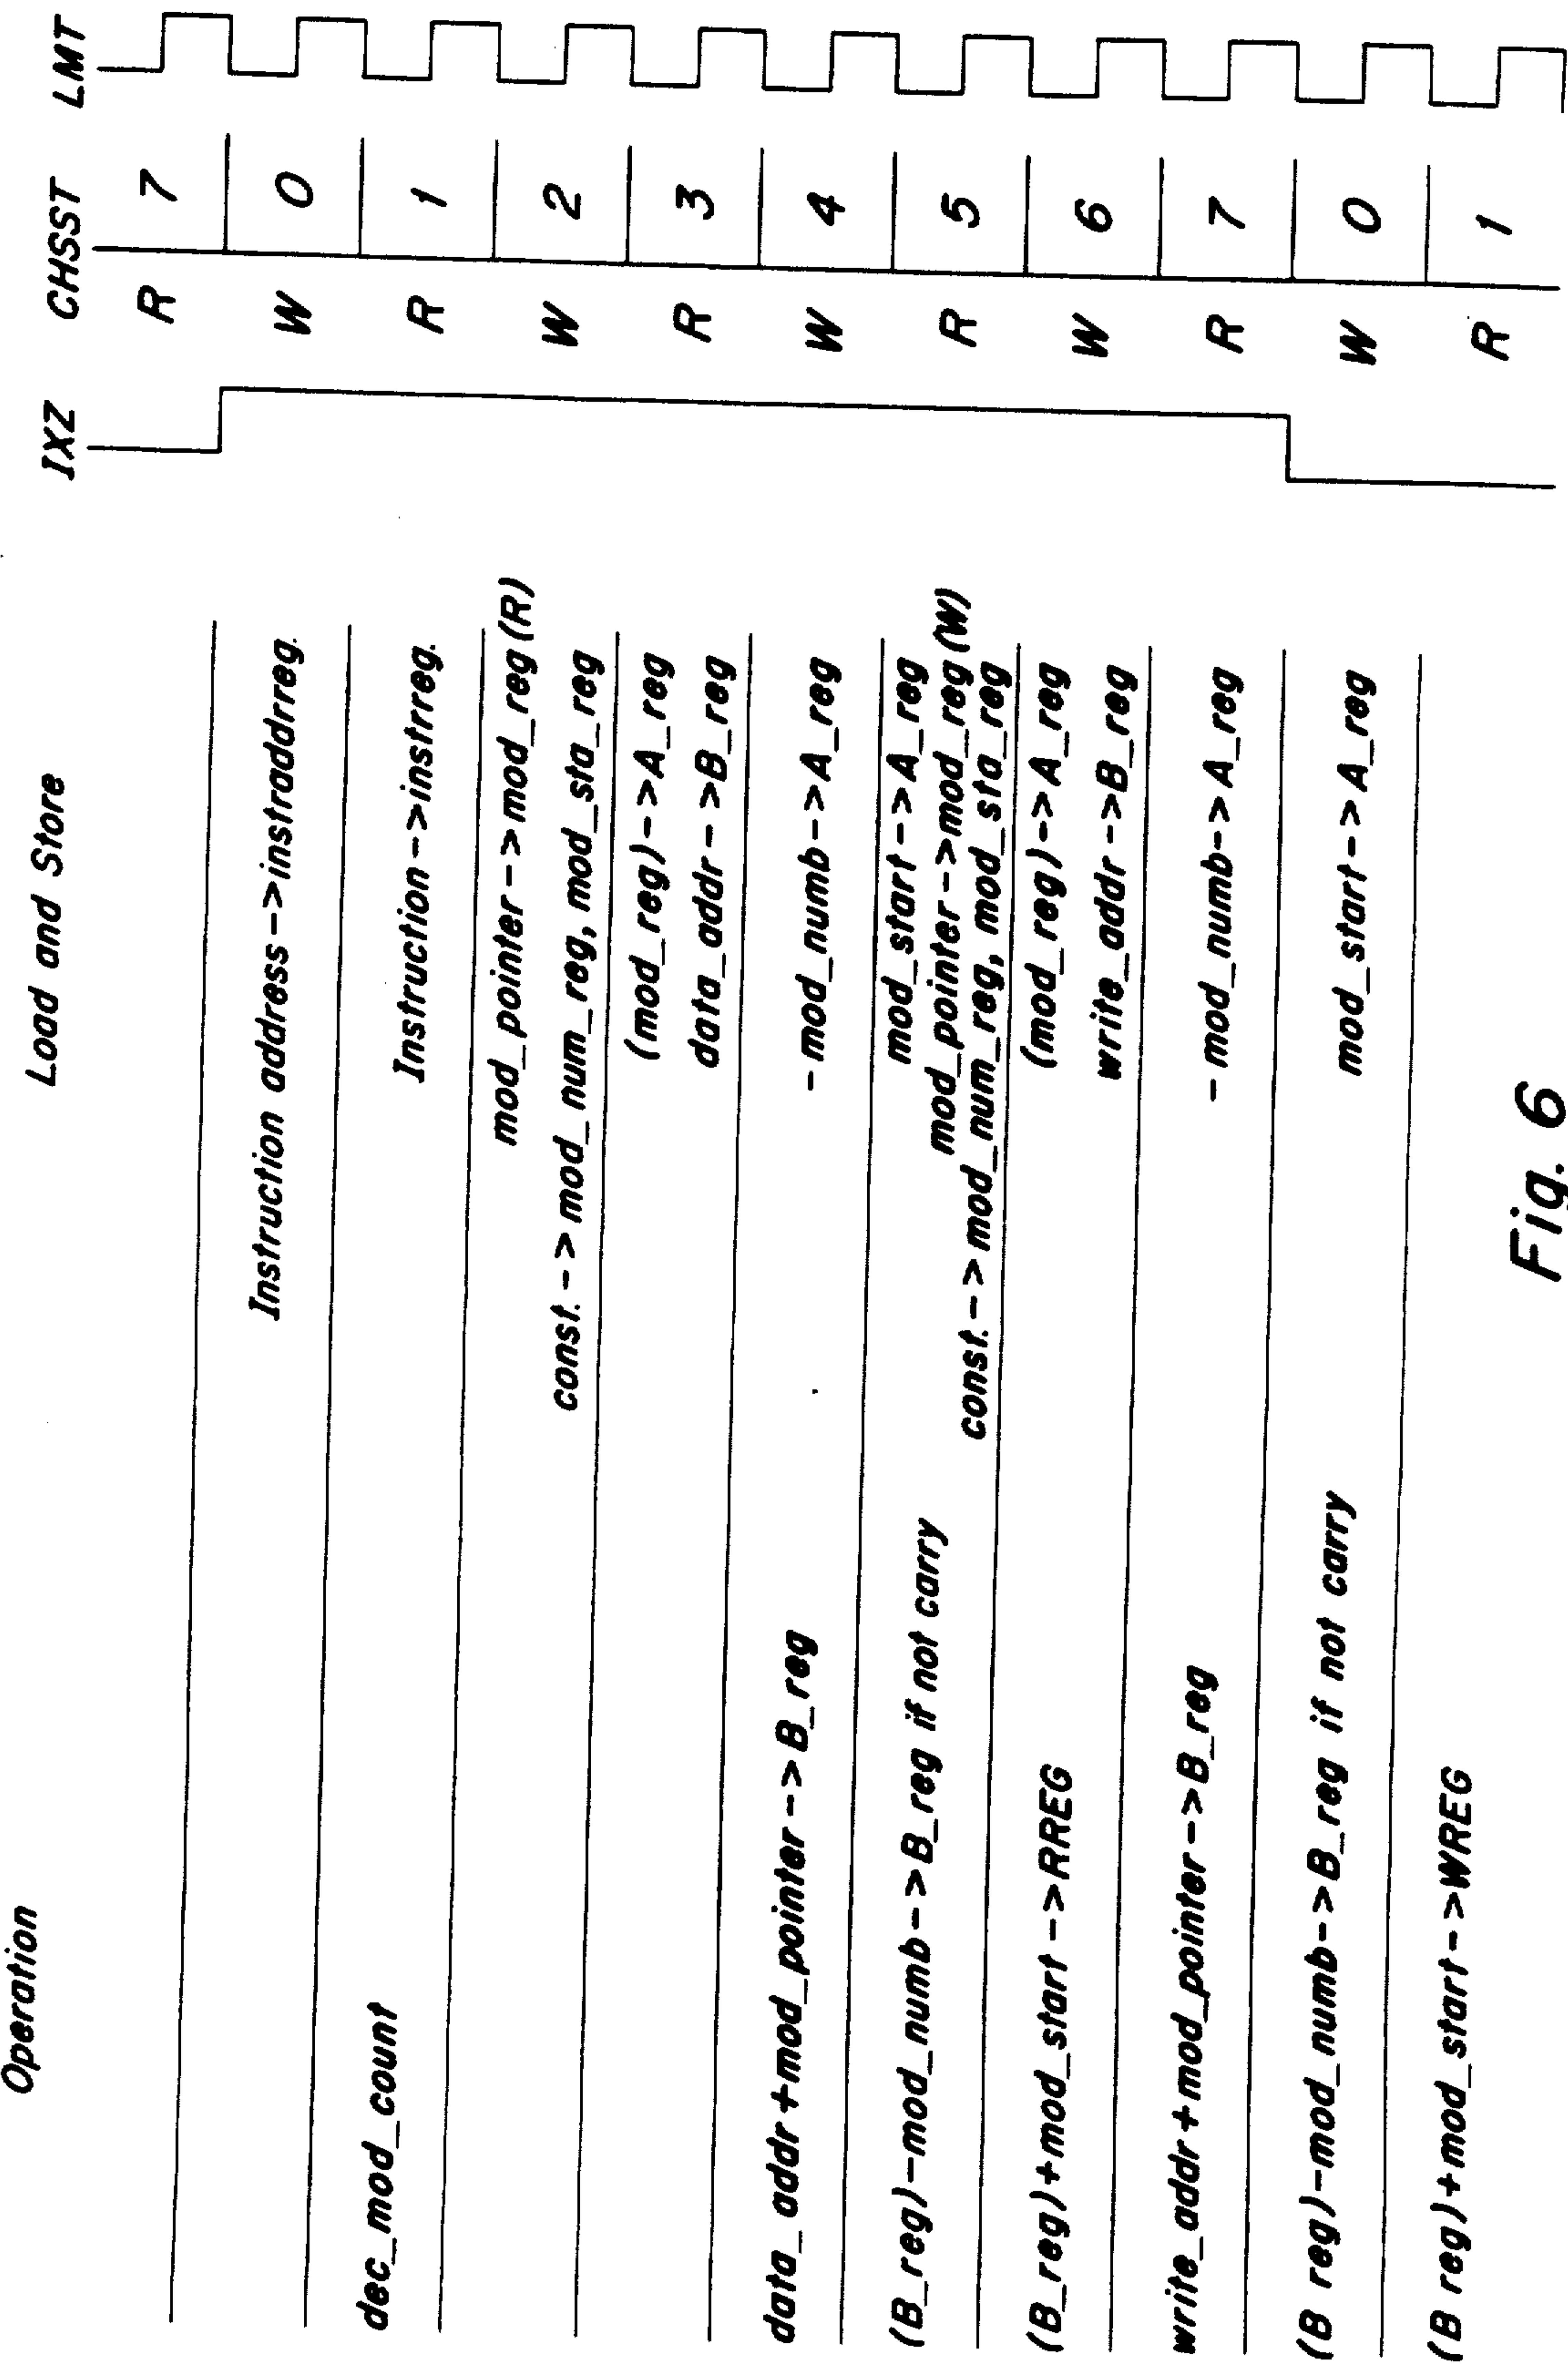 Operation Load and Store IXZ CHSST LMT
R 7
Instruction address->instraddrreg. W 0
dec_mod_count Instruction->instrreg. R 1
mod_pointer->mod_reg (R)
const.->mod_num_reg, mod_sta_reg W 2
(mod_reg)->A_reg
data_addr->B_reg R 3
data_addr+mod_pointer->B_reg -mod_numb->A_reg W 4
(B_reg)-mod_numb->B_reg if not carry mod_start->A_reg
mod_pointer->mod_reg (W) R 5
const.->mod_num_reg, mod_sta_reg
(B_reg)+mod_start->RREG (mod_reg)->A_reg
write_addr->B_reg W 6
write_addr+mod_pointer->B_reg -mod_numb->A_reg R 7
(B reg)-mod_numb->B_reg if not carry mod_start->A_reg W 0
(B reg)+mod_start->WREG R 1
Fig. 6